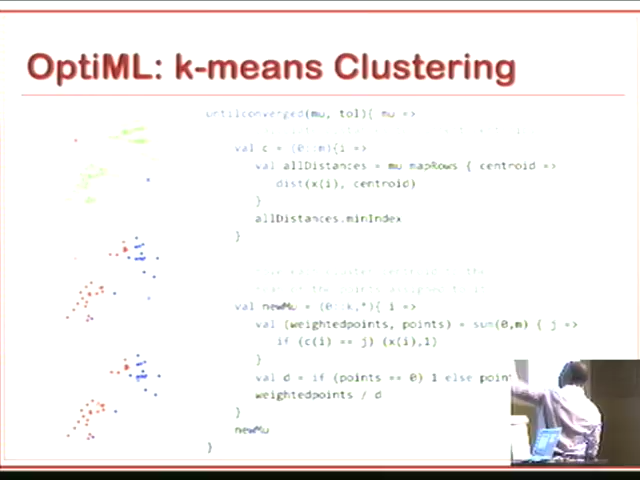 OptiML: k-means Clustering
untilconverged(mu, tol){ mu =>
val c = (0::m){i =>
val allDistances = mu mapRows { centroid =>
dist(x(i), centroid)
}
allDistances.minIndex
}
val newMu = (0::k,*){ i =>
val (weightedpoints, points) = sum(0,m) { j =>
if (c(i) == j) (x(i),1)
}
val d = if (points == 0) 1 else
weightedpoints / d
}
newMu
}